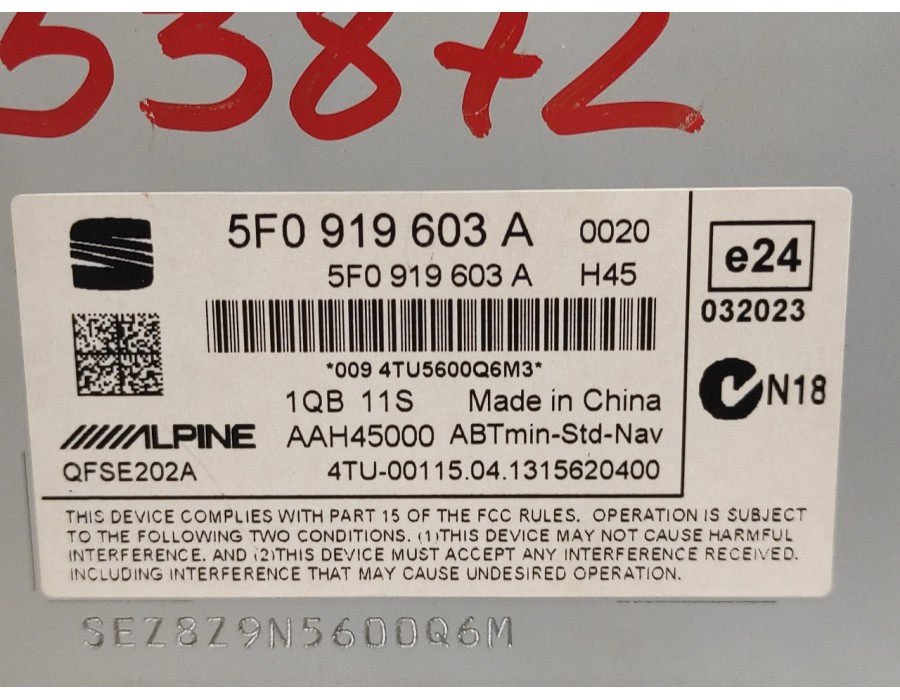 53872
5F0 919 603 A 0020
5F0 919 603 A H45
*009 4TU5600Q6M3*
1QB 11S Made in China
ALPINE AAH45000 ABTmin-Std-Nav
QFSE202A 4TU-00115.04.1315620400
e24
032023
N18
THIS DEVICE COMPLIES WITH PART 15 OF THE FCC RULES. OPERATION IS SUBJECT
TO THE FOLLOWING TWO CONDITIONS. (1)THIS DEVICE MAY NOT CAUSE HARMFUL
INTERFERENCE. AND (2)THIS DEVICE MUST ACCEPT ANY INTERFERENCE RECEIVED.
INCLUDING INTERFERENCE THAT MAY CAUSE UNDESIRED OPERATION.
SEZ8Z9N5600Q6M